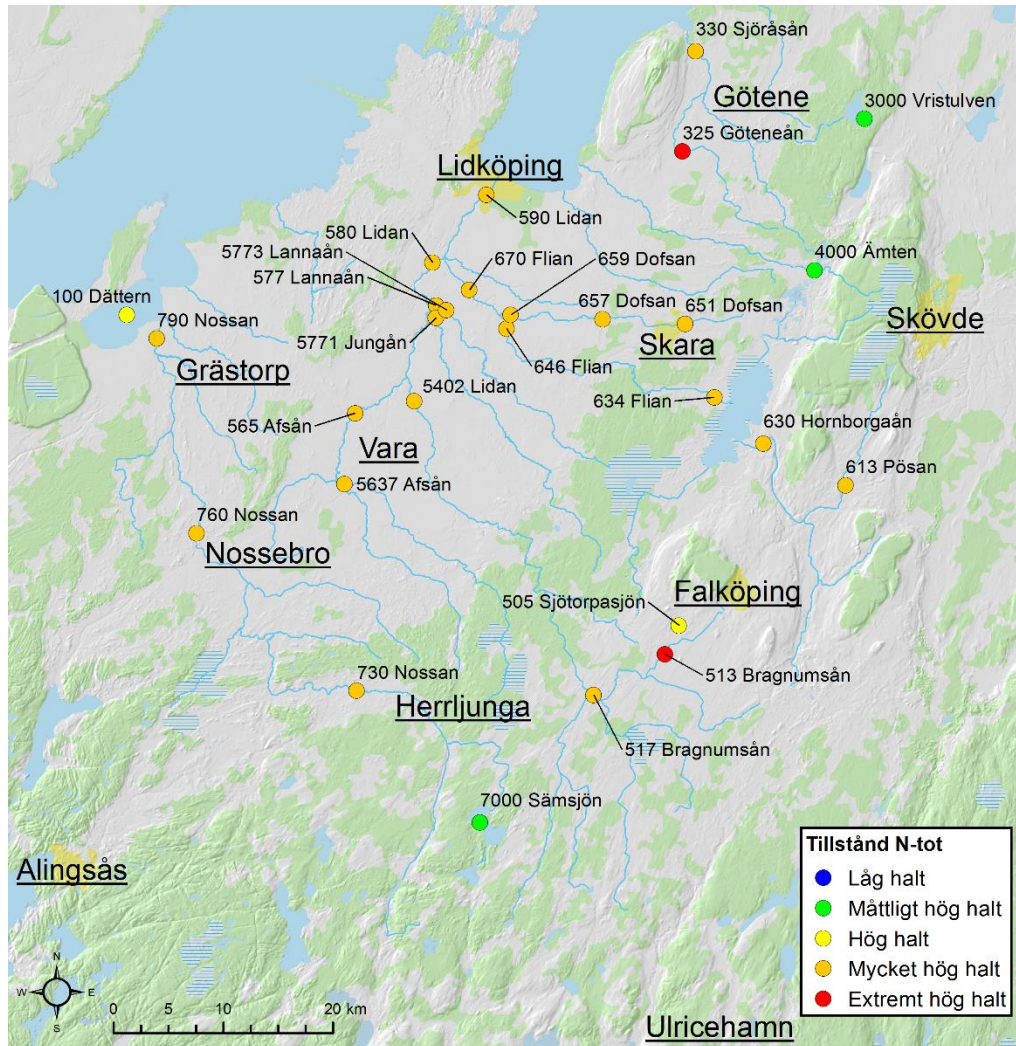 330 Sjöråsån
Götene
3000 Vristulven
325 Göteneån
Lidköping
590 Lidan
580 Lidan
5773 Lannaån
670 Flian
659 Dofsan
577 Lannaån
4000 Ämten
100 Dättern
657 Dofsan
651 Dofsan
790 Nossan
5771 Jungån
Skövde
Skara
646 Flian
Grästorp
5402 Lidan
634 Flian
565 Afsån
630 Hornborgaån
Vara
5637 Afsån
613 Pösan
760 Nossan
Nossebro
Falköping
505 Sjötorpasjön
730 Nossan
513 Bragnumsån
Herrljunga
517 Bragnumsån
7000 Sämsjön
Alingsås
Tillstånd N-tot
Låg halt
Måttligt hög halt
Hög halt
Mycket hög halt
Extremt hög halt
N
W E
S
0 5 10 20 km
Ulricehamn